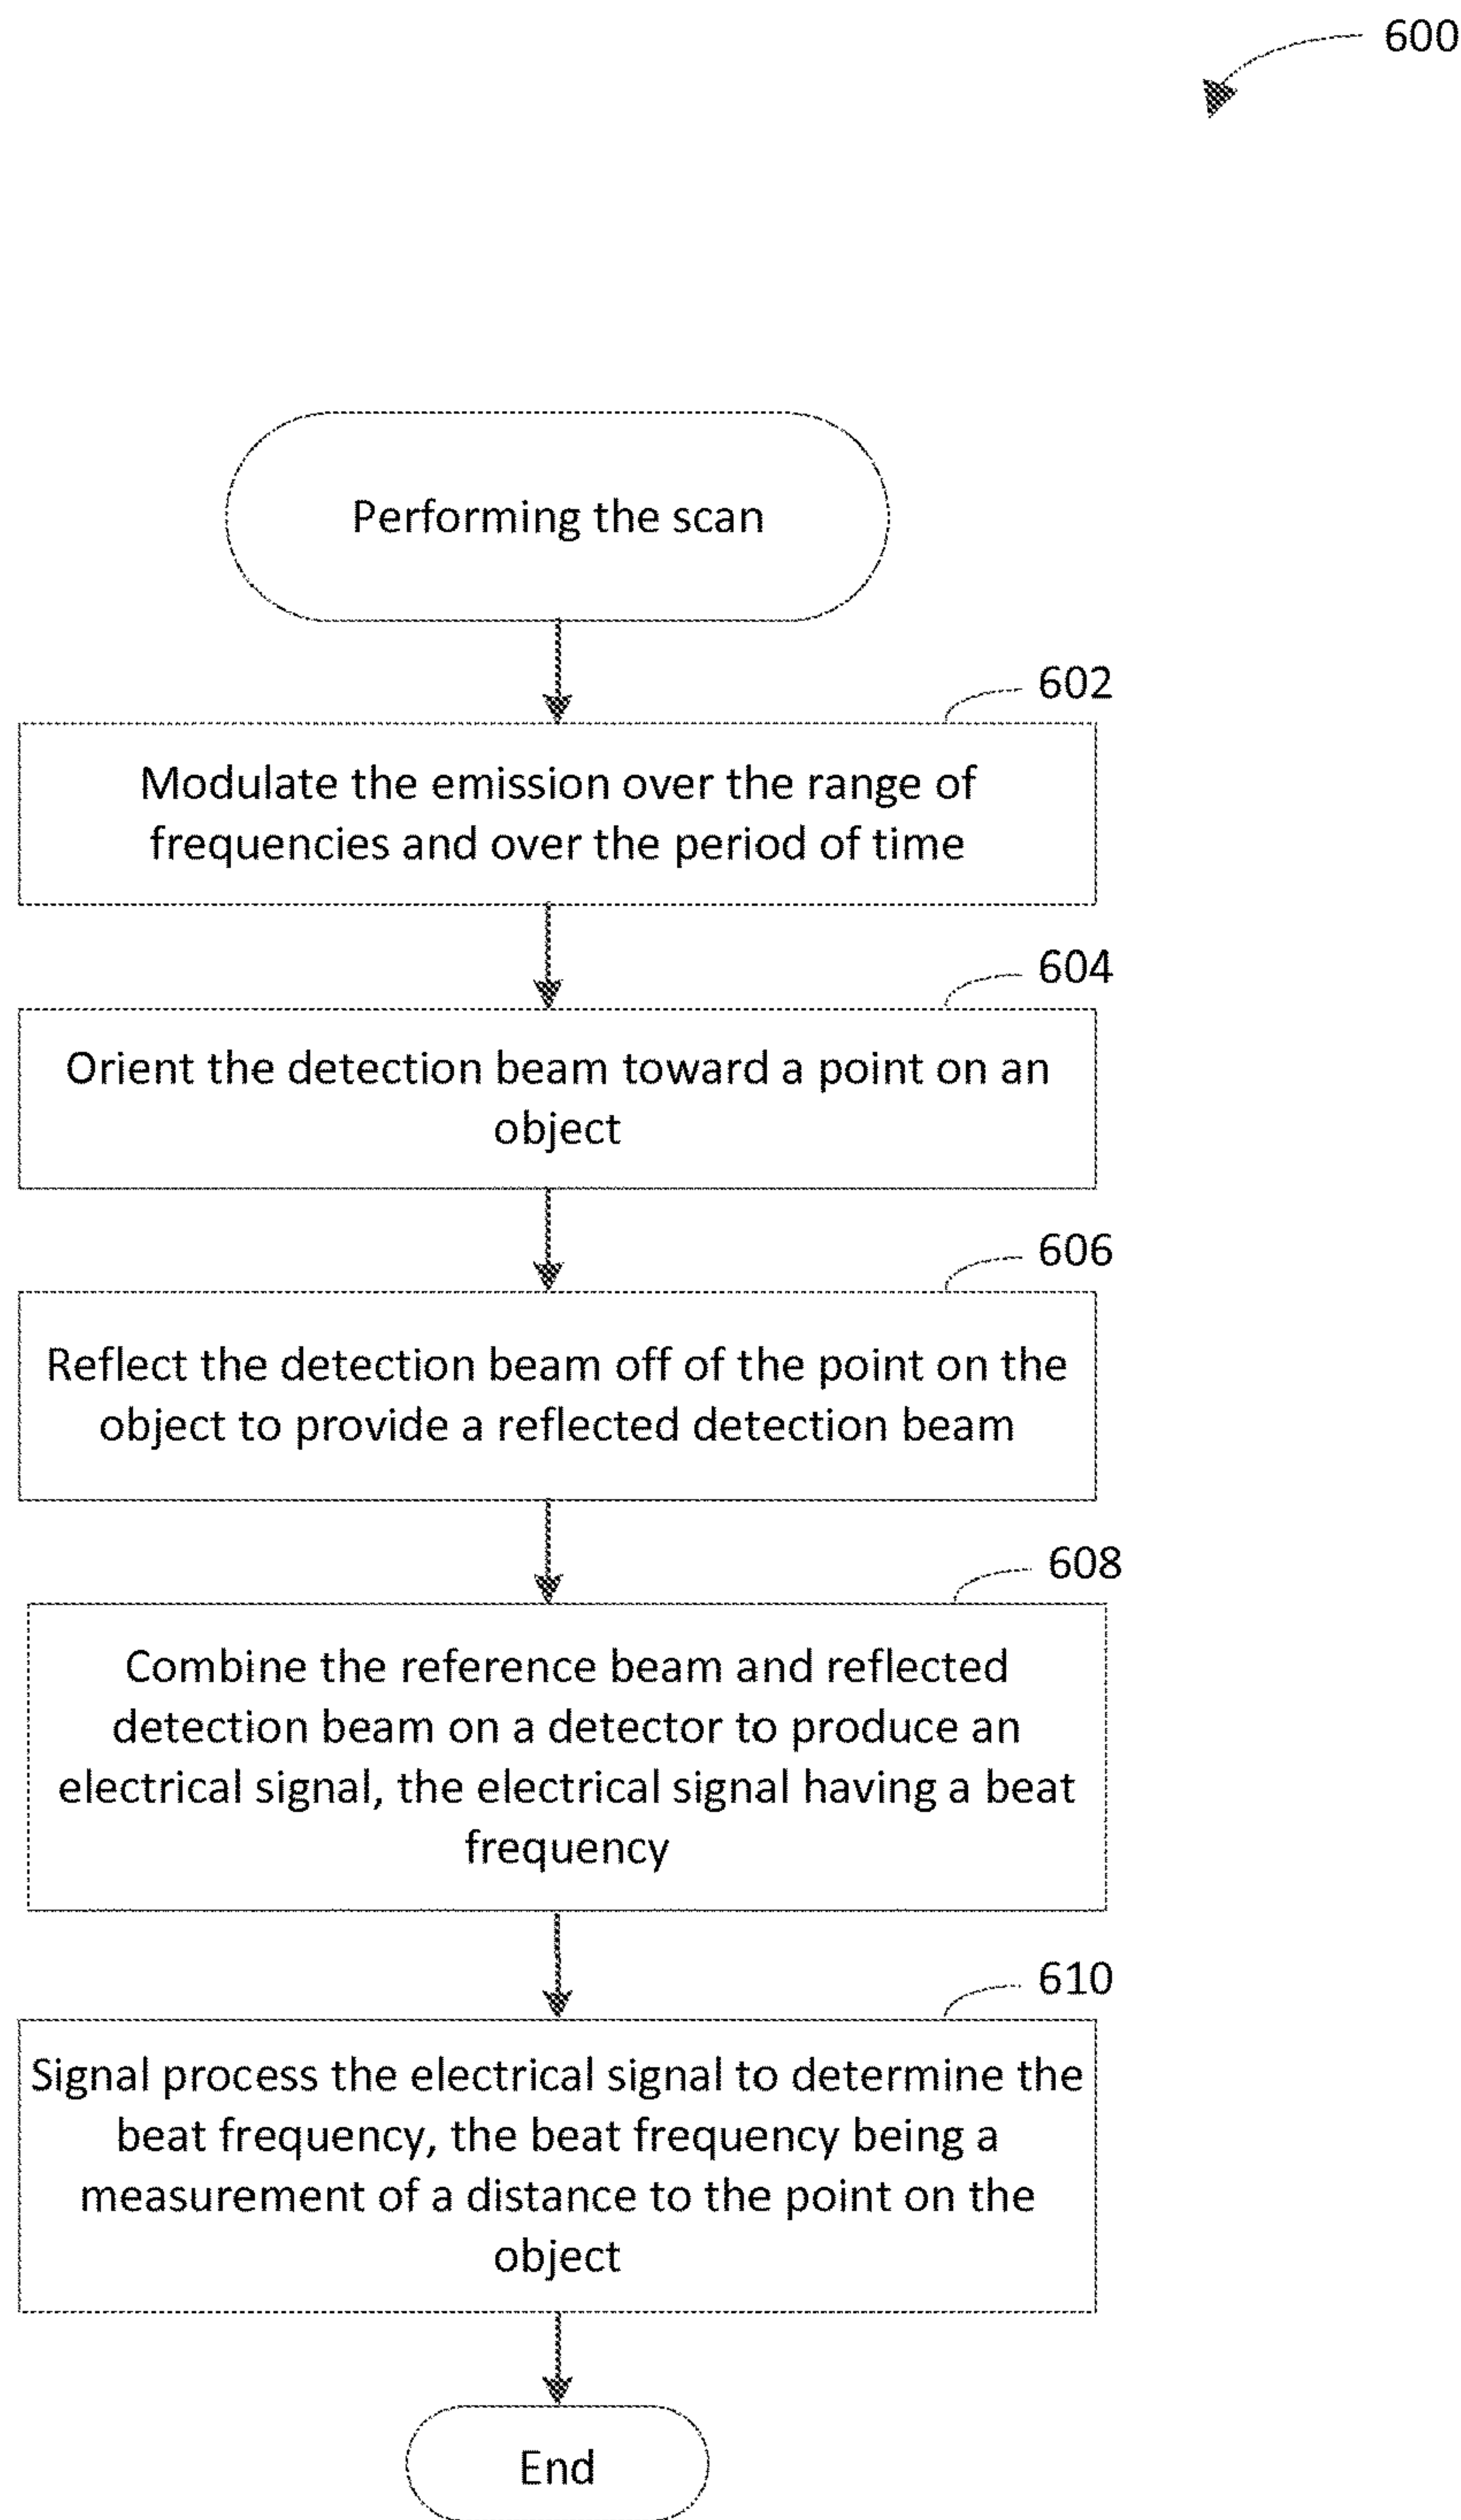 600
Performing the scan
602
Modulate the emission over the range of
frequencies and over the period of time
604
Orient the detection beam toward a point on an
object
606
Reflect the detection beam off of the point on the
object to provide a reflected detection beam
608
Combine the reference beam and reflected
detection beam on a detector to produce an
electrical signal, the electrical signal having a beat
frequency
610
Signal process the electrical signal to determine the
beat frequency, the beat frequency being a
measurement of a distance to the point on the
object
End